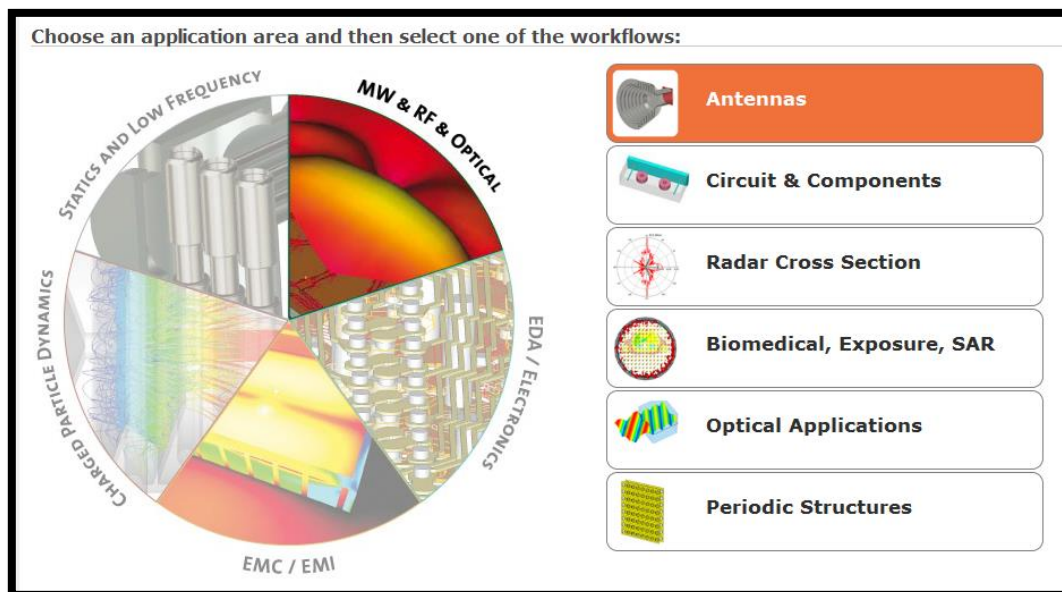 Choose an application area and then select one of the workflows:
STATICS AND LOW FREQUENCY
MW & RF & OPTICAL
EDA / ELECTRONICS
EMC / EMI
CHARGED PARTICLE DYNAMICS
Antennas
Circuit & Components
Radar Cross Section
Biomedical, Exposure, SAR
Optical Applications
Periodic Structures